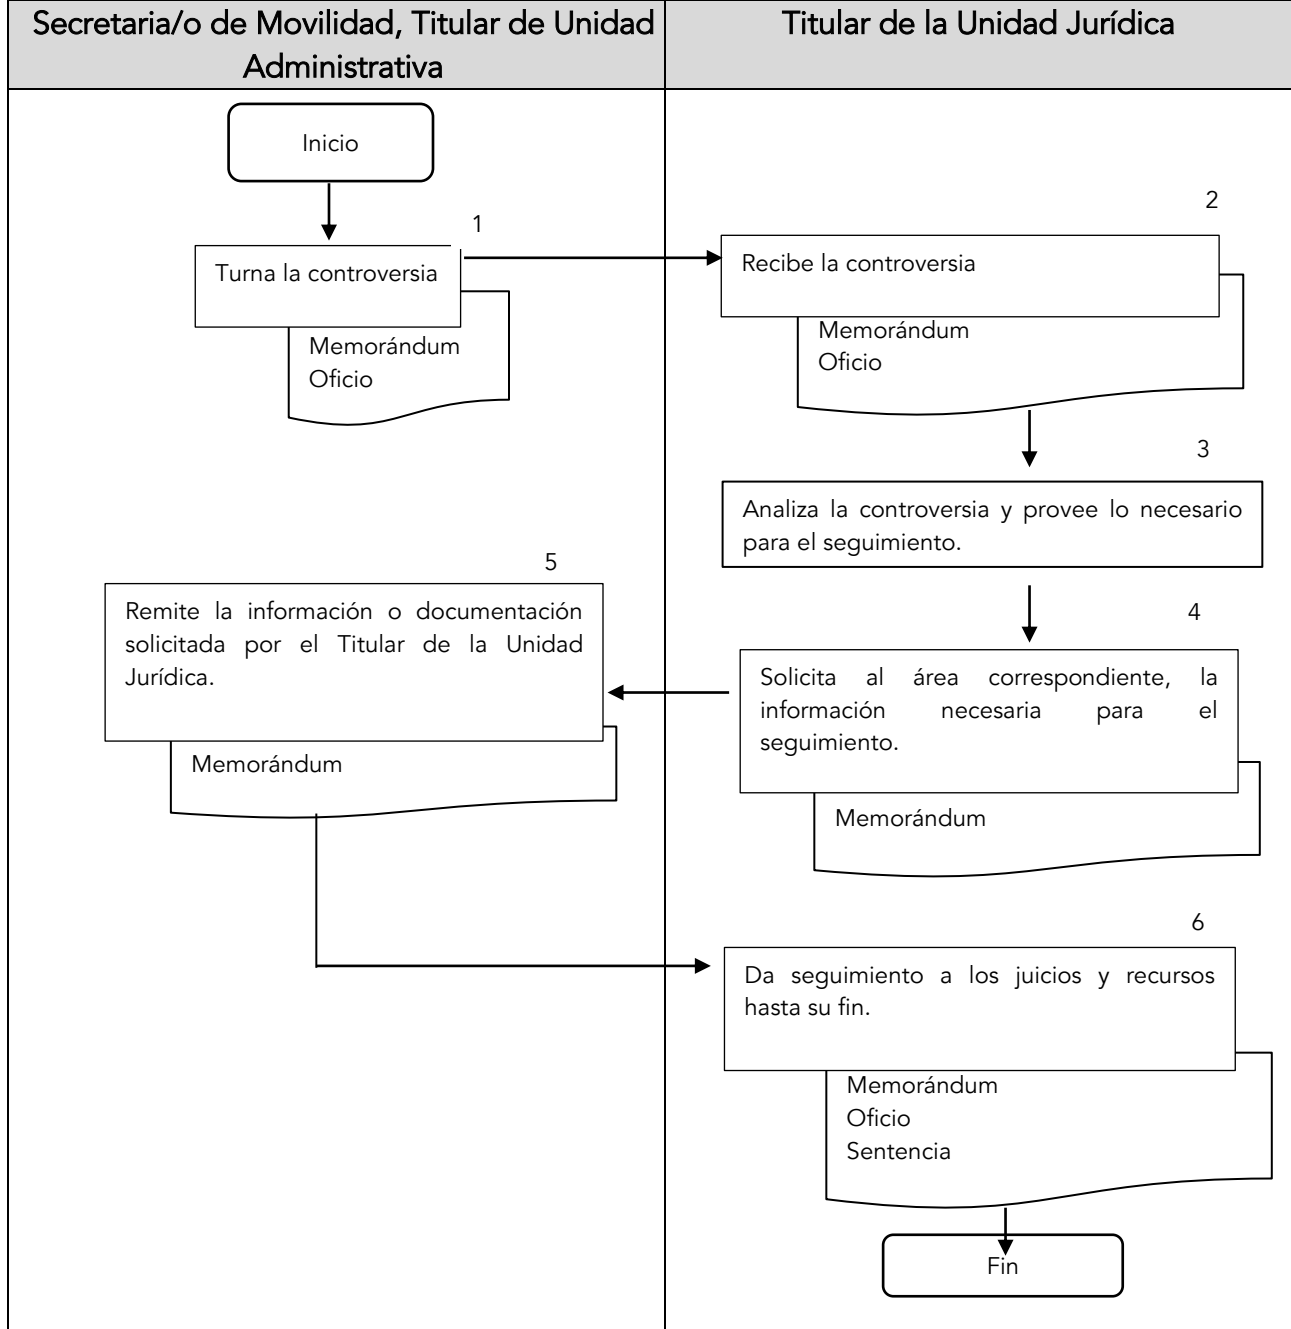 Secretaria/o de Movilidad, Titular de Unidad
Administrativa
Titular de la Unidad Jurídica
Inicio
1
Turna la controversia
Memorándum
Oficio
2
Recibe la controversia
Memorándum
Oficio
3
Analiza la controversia y provee lo necesario
para el seguimiento.
4
Solicita al área correspondiente, la
información necesaria para el
seguimiento.
Memorándum
5
Remite la información o documentación
solicitada por el Titular de la Unidad
Jurídica.
Memorándum
6
Da seguimiento a los juicios y recursos
hasta su fin.
Memorándum
Oficio
Sentencia
Fin